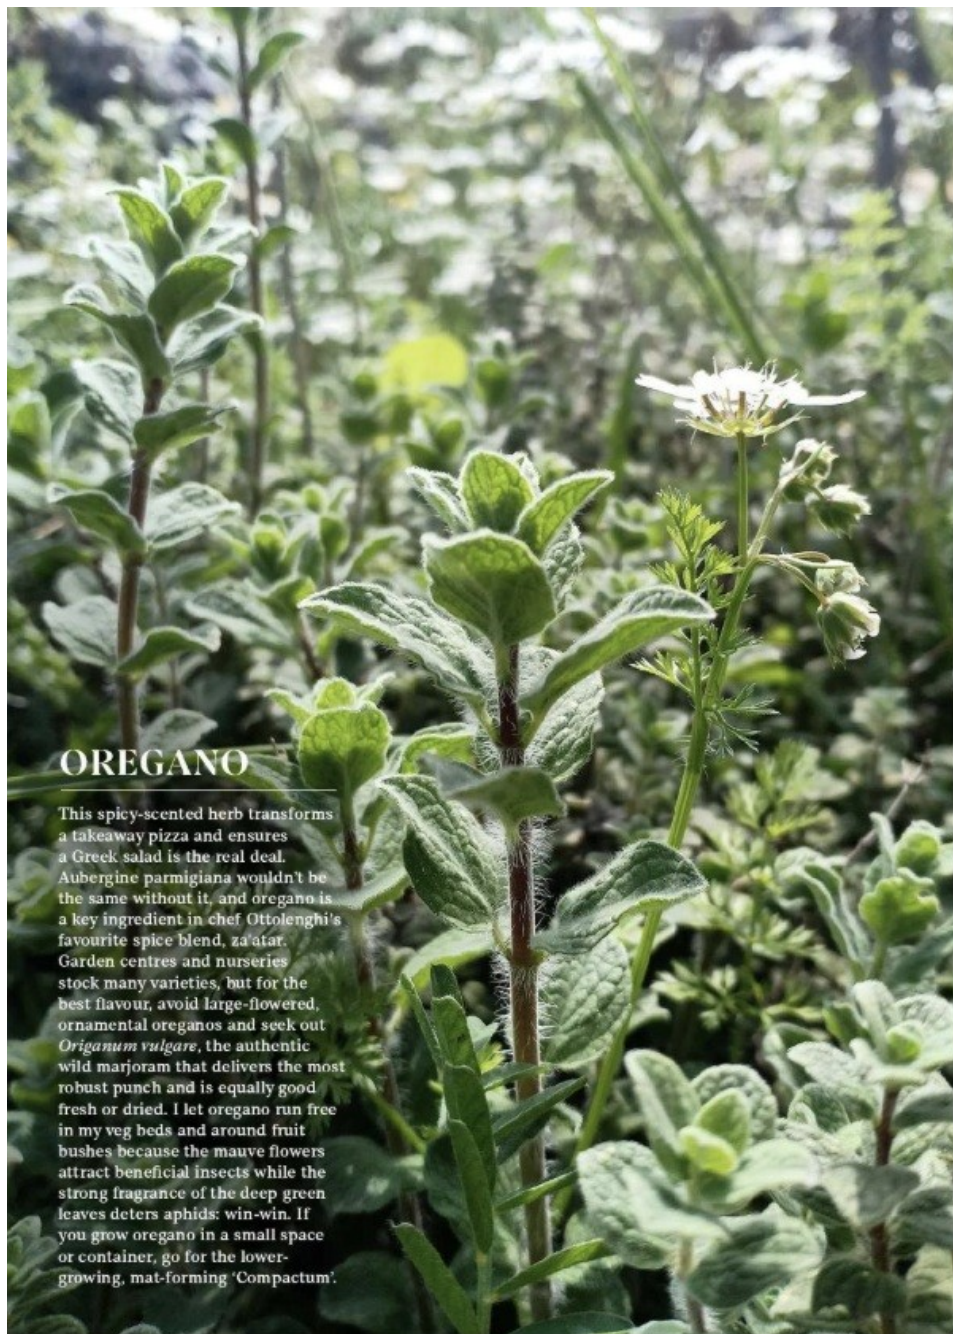 OREGANO
This spicy-scented herb transforms
a takeaway pizza and ensures
a Greek salad is the real deal.
Aubergine parmigiana wouldn't be
the same without it, and oregano is
a key ingredient in chef Ottolenghi's
favourite spice blend, za'atar.
Garden centres and nurseries
stock many varieties, but for the
best flavour, avoid large-flowered,
ornamental oreganos and seek out
Origanum vulgare, the authentic
wild marjoram that delivers the most
robust punch and is equally good
fresh or dried. I let oregano run free
in my veg beds and around fruit
bushes because the mauve flowers
attract beneficial insects while the
strong fragrance of the deep green
leaves deters aphids: win-win. If
you grow oregano in a small space
or container, go for the lower-
growing, mat-forming ‘Compactum’.